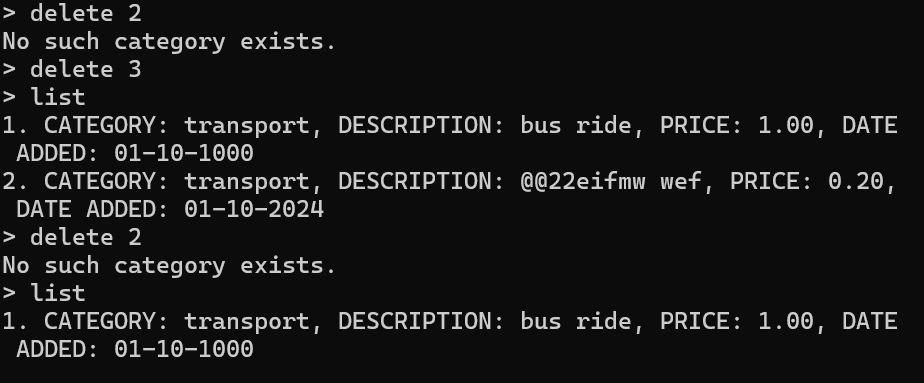 > delete 2
No such category exists.
> delete 3
> list
1. CATEGORY: transport, DESCRIPTION: bus ride, PRICE: 1.00, DATE
ADDED: 01-10-1000
2. CATEGORY: transport, DESCRIPTION: @@22eifmw wef, PRICE: 0.20,
DATE ADDED: 01-10-2024
> delete 2
No such category exists.
> list
1. CATEGORY: transport, DESCRIPTION: bus ride, PRICE: 1.00, DATE
ADDED: 01-10-1000